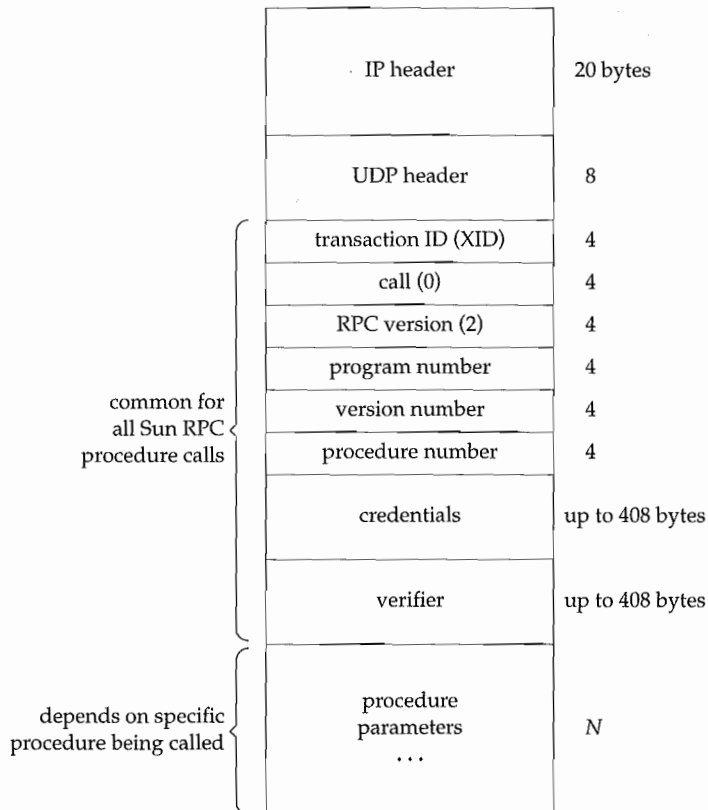 IP header
20 bytes
UDP header
8
transaction ID (XID)
4
call (0)
4
RPC version (2)
4
program number
4
common for
all Sun RPC
procedure calls
version number
4
procedure number
4
credentials
up to 408 bytes
verifier
up to 408 bytes
depends on specific
procedure being called
procedure
parameters
...
N